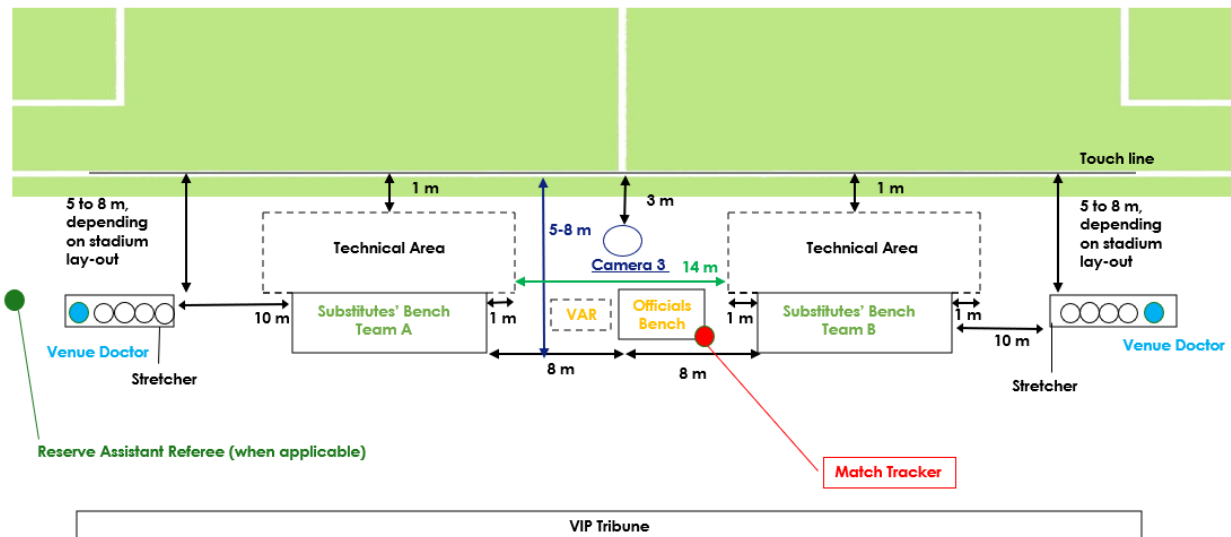 Touch line
1 m
1 m
3 m
5 to 8 m,
depending
on stadium
lay-out
5-8 m
5 to 8 m,
depending
on stadium
lay-out
Technical Area
Technical Area
Camera 3
14 m
10 m
Substitutes' Bench
Team A
1 m
VAR
Officials
Bench
1 m
Substitutes' Bench
Team B
1 m
10 m
Venue Doctor
Stretcher
8 m
8 m
Venue Doctor
Stretcher
Reserve Assistant Referee (when applicable)
Match Tracker
VIP Tribune